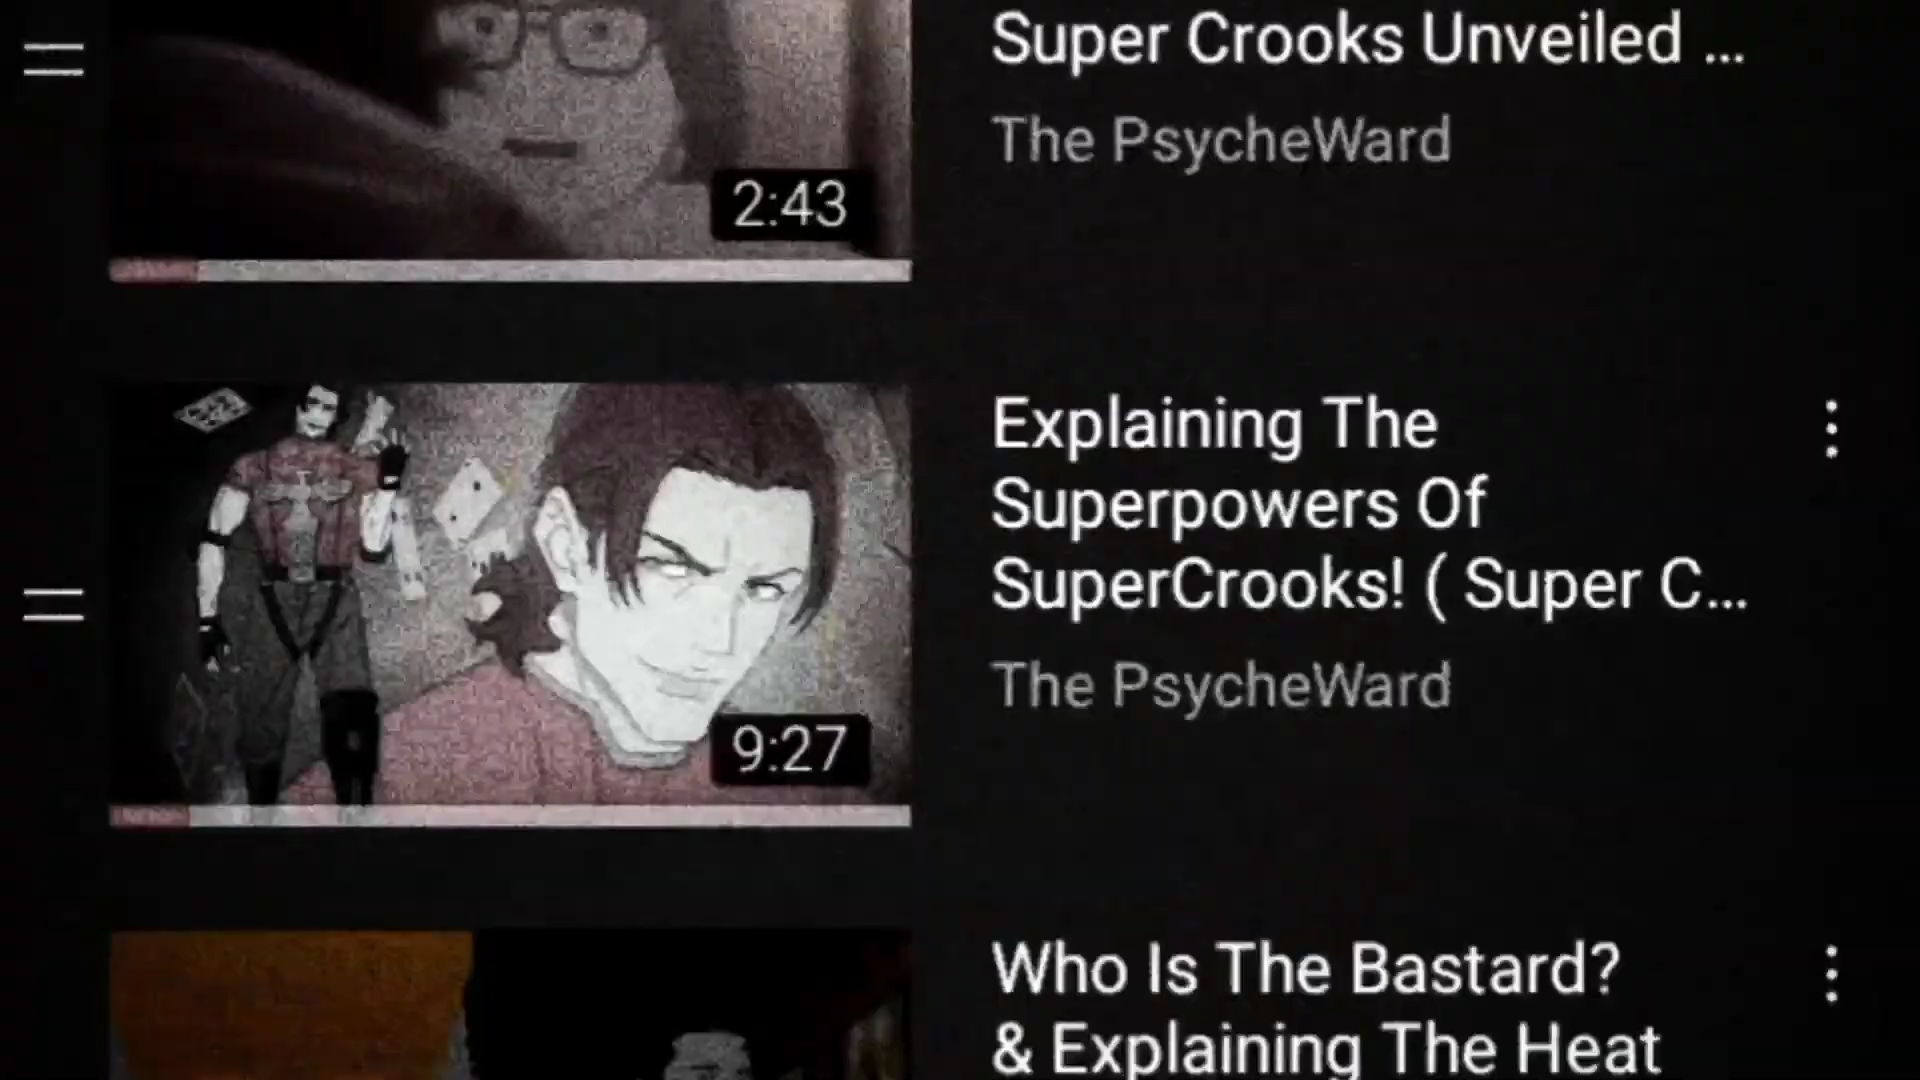 Super Crooks Unveiled ...
The PsycheWard
2:43
Explaining The
Superpowers Of
SuperCrooks! ( Super C...
The PsycheWard
9:27
Who Is The Bastard?
& Explaining The Heat